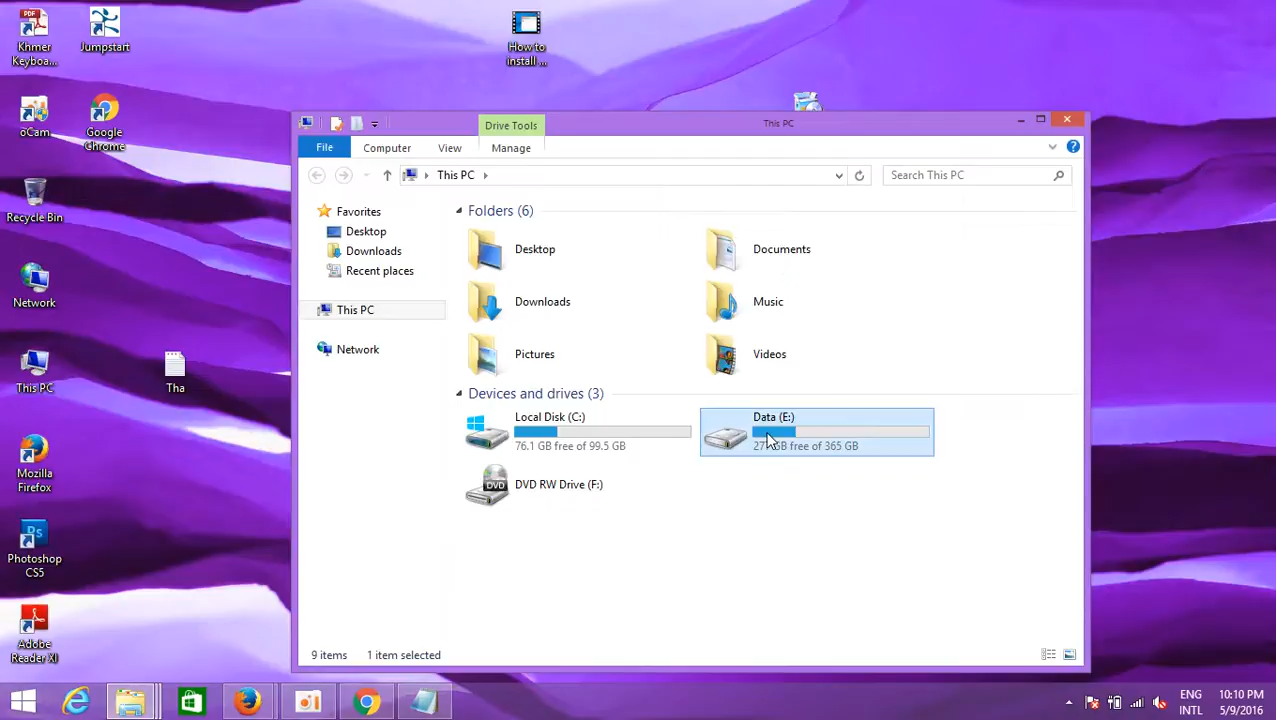 Khmer
Keyboa...
Jumpstart
How to
install ...
oCam
Google
Chrome
Recycle Bin
Network
This PC
Tha
Mozilla
Firefox
Photoshop
CS5
Adobe
Reader XI
Drive Tools
This PC
File
Computer
View
Manage
This PC
Search This PC
Favorites
Desktop
Downloads
Recent places
This PC
Network
Folders (6)
Desktop
Documents
Downloads
Music
Pictures
Videos
Devices and drives (3)
Local Disk (C:)
76.1 GB free of 99.5 GB
Data (E:)
free of 365 GB
DVD RW Drive (F:)
9 items
1 item selected
ENG
INTL
10:10 PM
5/9/2016